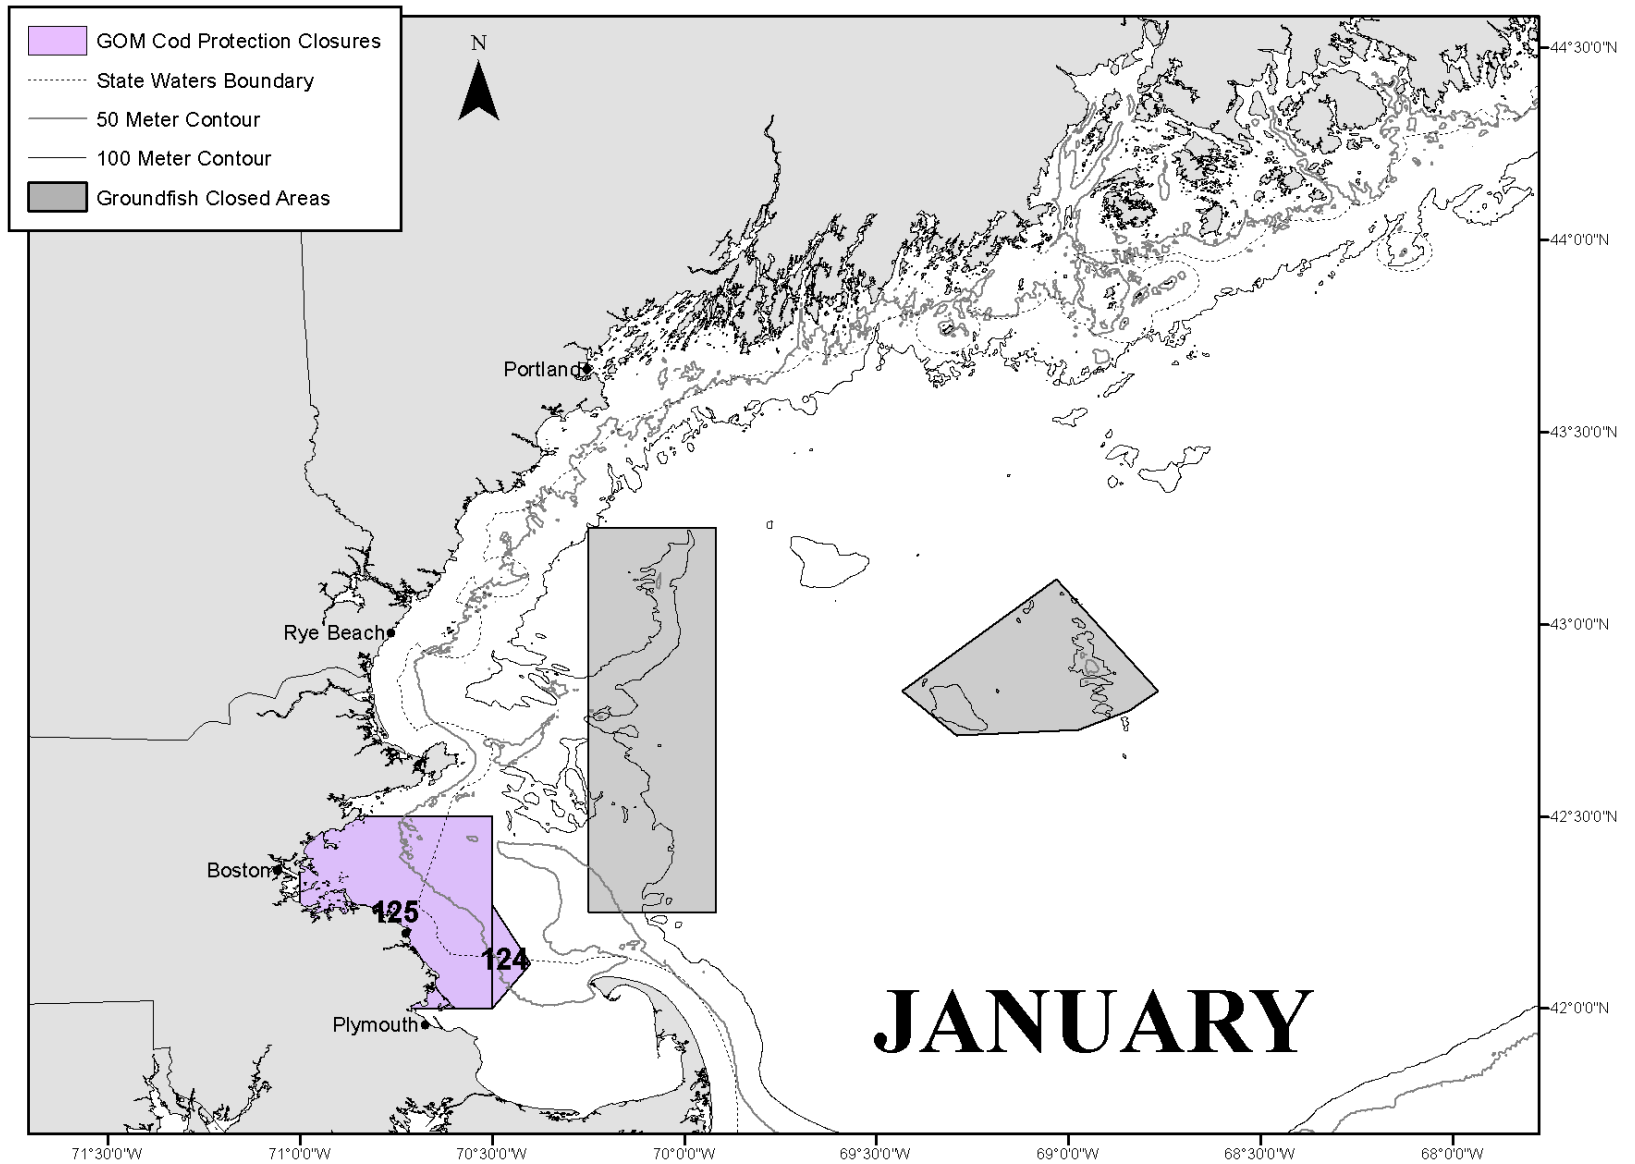 GOM Cod Protection Closures
State Waters Boundary
50 Meter Contour
100 Meter Contour
Groundfish Closed Areas
N
44°30'0"N
44°0'0"N
Portland
43°30'0"N
Rye Beach
43°0'0"N
42°30'0"N
Boston
125
124
JANUARY
42°0'0"N
Plymouth
71°30'0"W
71°0'0"W
70°30'0"W
70°0'0"W
69°30'0"W
69°0'0"W
68°30'0"W
68°0'0"W